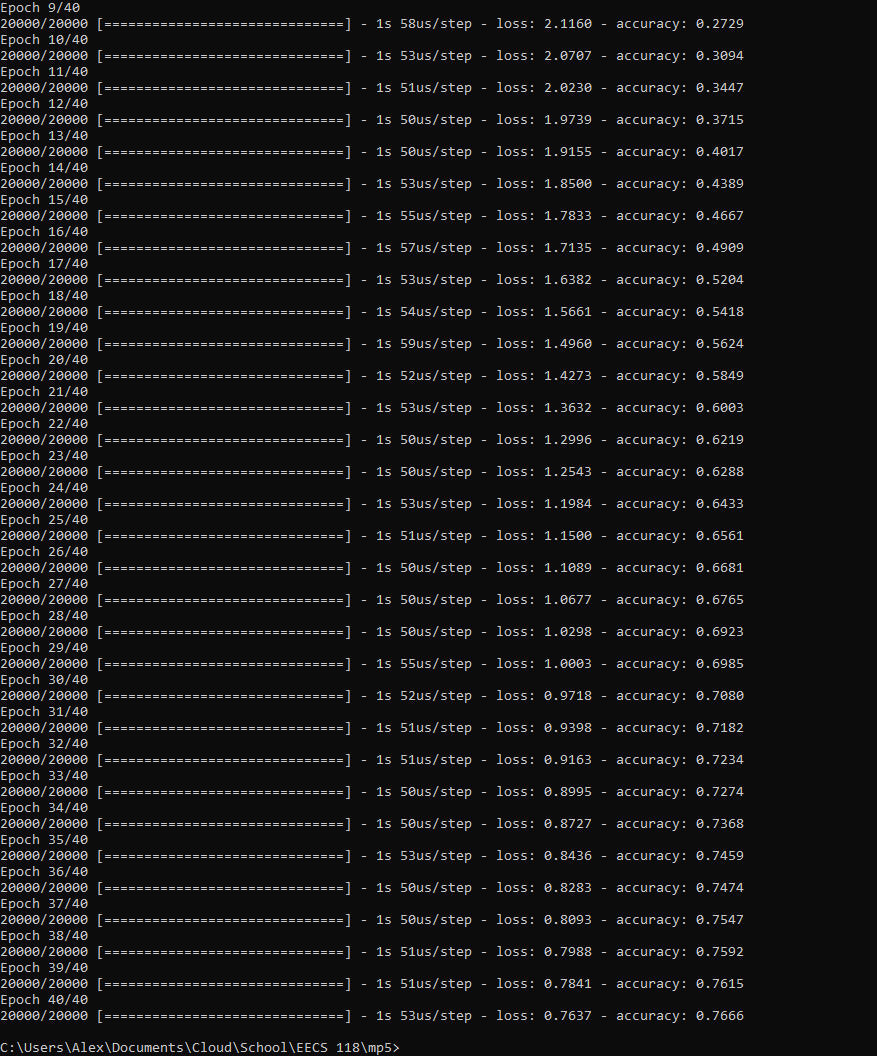 Epoch 9/40
20000/20000 [==============================] - 1s 58us/step - loss: 2.1160 - accuracy: 0.2729
Epoch 10/40
20000/20000 [==============================] - 1s 53us/step - loss: 2.0707 - accuracy: 0.3094
Epoch 11/40
20000/20000 [==============================] - 1s 51us/step - loss: 2.0230 - accuracy: 0.3447
Epoch 12/40
20000/20000 [==============================] - 1s 50us/step - loss: 1.9739 - accuracy: 0.3715
Epoch 13/40
20000/20000 [==============================] - 1s 50us/step - loss: 1.9155 - accuracy: 0.4017
Epoch 14/40
20000/20000 [==============================] - 1s 53us/step - loss: 1.8500 - accuracy: 0.4389
Epoch 15/40
20000/20000 [==============================] - 1s 55us/step - loss: 1.7833 - accuracy: 0.4667
Epoch 16/40
20000/20000 [==============================] - 1s 57us/step - loss: 1.7135 - accuracy: 0.4909
Epoch 17/40
20000/20000 [==============================] - 1s 53us/step - loss: 1.6382 - accuracy: 0.5204
Epoch 18/40
20000/20000 [==============================] - 1s 54us/step - loss: 1.5661 - accuracy: 0.5418
Epoch 19/40
20000/20000 [==============================] - 1s 59us/step - loss: 1.4960 - accuracy: 0.5624
Epoch 20/40
20000/20000 [==============================] - 1s 52us/step - loss: 1.4273 - accuracy: 0.5849
Epoch 21/40
20000/20000 [==============================] - 1s 53us/step - loss: 1.3632 - accuracy: 0.6003
Epoch 22/40
20000/20000 [==============================] - 1s 50us/step - loss: 1.2996 - accuracy: 0.6219
Epoch 23/40
20000/20000 [==============================] - 1s 50us/step - loss: 1.2543 - accuracy: 0.6288
Epoch 24/40
20000/20000 [==============================] - 1s 53us/step - loss: 1.1984 - accuracy: 0.6433
Epoch 25/40
20000/20000 [==============================] - 1s 51us/step - loss: 1.1500 - accuracy: 0.6561
Epoch 26/40
20000/20000 [==============================] - 1s 50us/step - loss: 1.1089 - accuracy: 0.6681
Epoch 27/40
20000/20000 [==============================] - 1s 50us/step - loss: 1.0677 - accuracy: 0.6765
Epoch 28/40
20000/20000 [==============================] - 1s 50us/step - loss: 1.0298 - accuracy: 0.6923
Epoch 29/40
20000/20000 [==============================] - 1s 55us/step - loss: 1.0003 - accuracy: 0.6985
Epoch 30/40
20000/20000 [==============================] - 1s 52us/step - loss: 0.9718 - accuracy: 0.7080
Epoch 31/40
20000/20000 [==============================] - 1s 51us/step - loss: 0.9398 - accuracy: 0.7182
Epoch 32/40
20000/20000 [==============================] - 1s 51us/step - loss: 0.9163 - accuracy: 0.7234
Epoch 33/40
20000/20000 [==============================] - 1s 50us/step - loss: 0.8995 - accuracy: 0.7274
Epoch 34/40
20000/20000 [==============================] - 1s 50us/step - loss: 0.8727 - accuracy: 0.7368
Epoch 35/40
20000/20000 [==============================] - 1s 53us/step - loss: 0.8436 - accuracy: 0.7459
Epoch 36/40
20000/20000 [==============================] - 1s 50us/step - loss: 0.8283 - accuracy: 0.7474
Epoch 37/40
20000/20000 [==============================] - 1s 50us/step - loss: 0.8093 - accuracy: 0.7547
Epoch 38/40
20000/20000 [==============================] - 1s 51us/step - loss: 0.7988 - accuracy: 0.7592
Epoch 39/40
20000/20000 [==============================] - 1s 51us/step - loss: 0.7841 - accuracy: 0.7615
Epoch 40/40
20000/20000 [==============================] - 1s 53us/step - loss: 0.7637 - accuracy: 0.7666
C:\Users\Alex\Documents\Cloud\School\EECS 118\mp5>